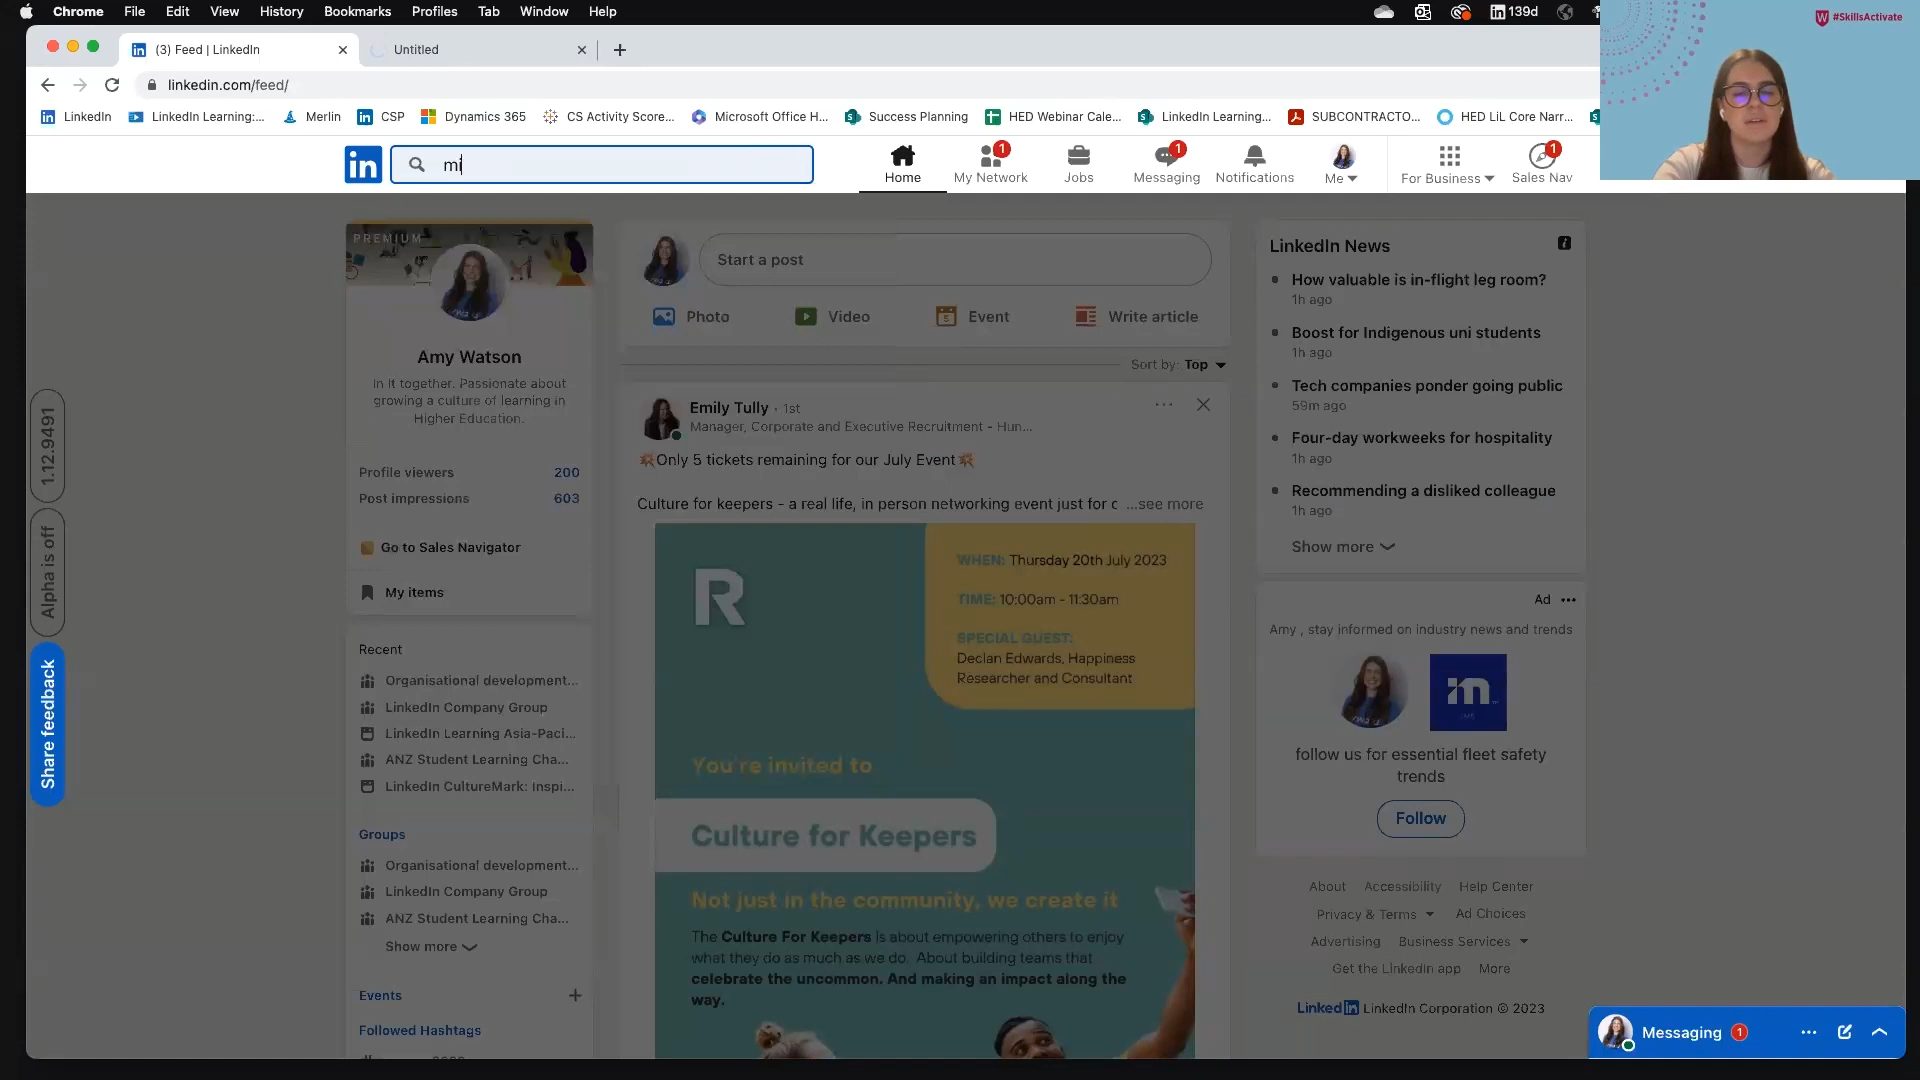 Chrome File Edit View History Bookmarks Profiles Tab Window Help
139d
#SkillsActivate
(3) Feed | LinkedIn
Untitled
linkedin.com/feed/
LinkedIn
LinkedIn Learning:...
Merlin
CSP
Dynamics 365
CS Activity Score...
Microsoft Office H...
Success Planning
HED Webinar Cale...
LinkedIn Learning...
SUBCONTRACTO...
HED LiL Core Narr...
in
mi
Home
1
My Network
Jobs
1
Messaging
Notifications
Me
For Business
1
Sales Nav
PREMIUM
Amy Watson
In it together. Passionate about
growing a culture of learning in
Higher Education.
Profile viewers 200
Post impressions 603
Go to Sales Navigator
My items
Recent
Organisational development...
LinkedIn Company Group
LinkedIn Learning Asia-Paci...
ANZ Student Learning Cha...
LinkedIn CultureMark: Inspi...
Groups
Organisational development...
LinkedIn Company Group
ANZ Student Learning Cha...
Show more
Events
Followed Hashtags
1.12.9491
Alpha is off
Share feedback
Start a post
Photo
Video
Event
Write article
Sort by: Top
Emily Tully · 1st
Manager, Corporate and Executive Recruitment - Hun...
💥Only 5 tickets remaining for our July Event💥
Culture for keepers - a real life, in person networking event just for c ...see more
R
WHEN: Thursday 20th July 2023
TIME: 10:00am - 11:30am
SPECIAL GUEST:
Declan Edwards, Happiness
Researcher and Consultant
You're invited to
Culture for Keepers
Not just in the community, we create it
The Culture For Keepers is about empowering others to enjoy
what they do as much as we do. About building teams that
celebrate the uncommon. And making an impact along the
way.
LinkedIn News
How valuable is in-flight leg room?
1h ago
Boost for Indigenous uni students
1h ago
Tech companies ponder going public
59m ago
Four-day workweeks for hospitality
1h ago
Recommending a disliked colleague
1h ago
Show more
Ad
Amy , stay informed on industry news and trends
im
follow us for essential fleet safety
trends
Follow
About Accessibility Help Center
Privacy & Terms Ad Choices
Advertising Business Services
Get the LinkedIn app More
LinkedIn LinkedIn Corporation © 2023
Messaging 1